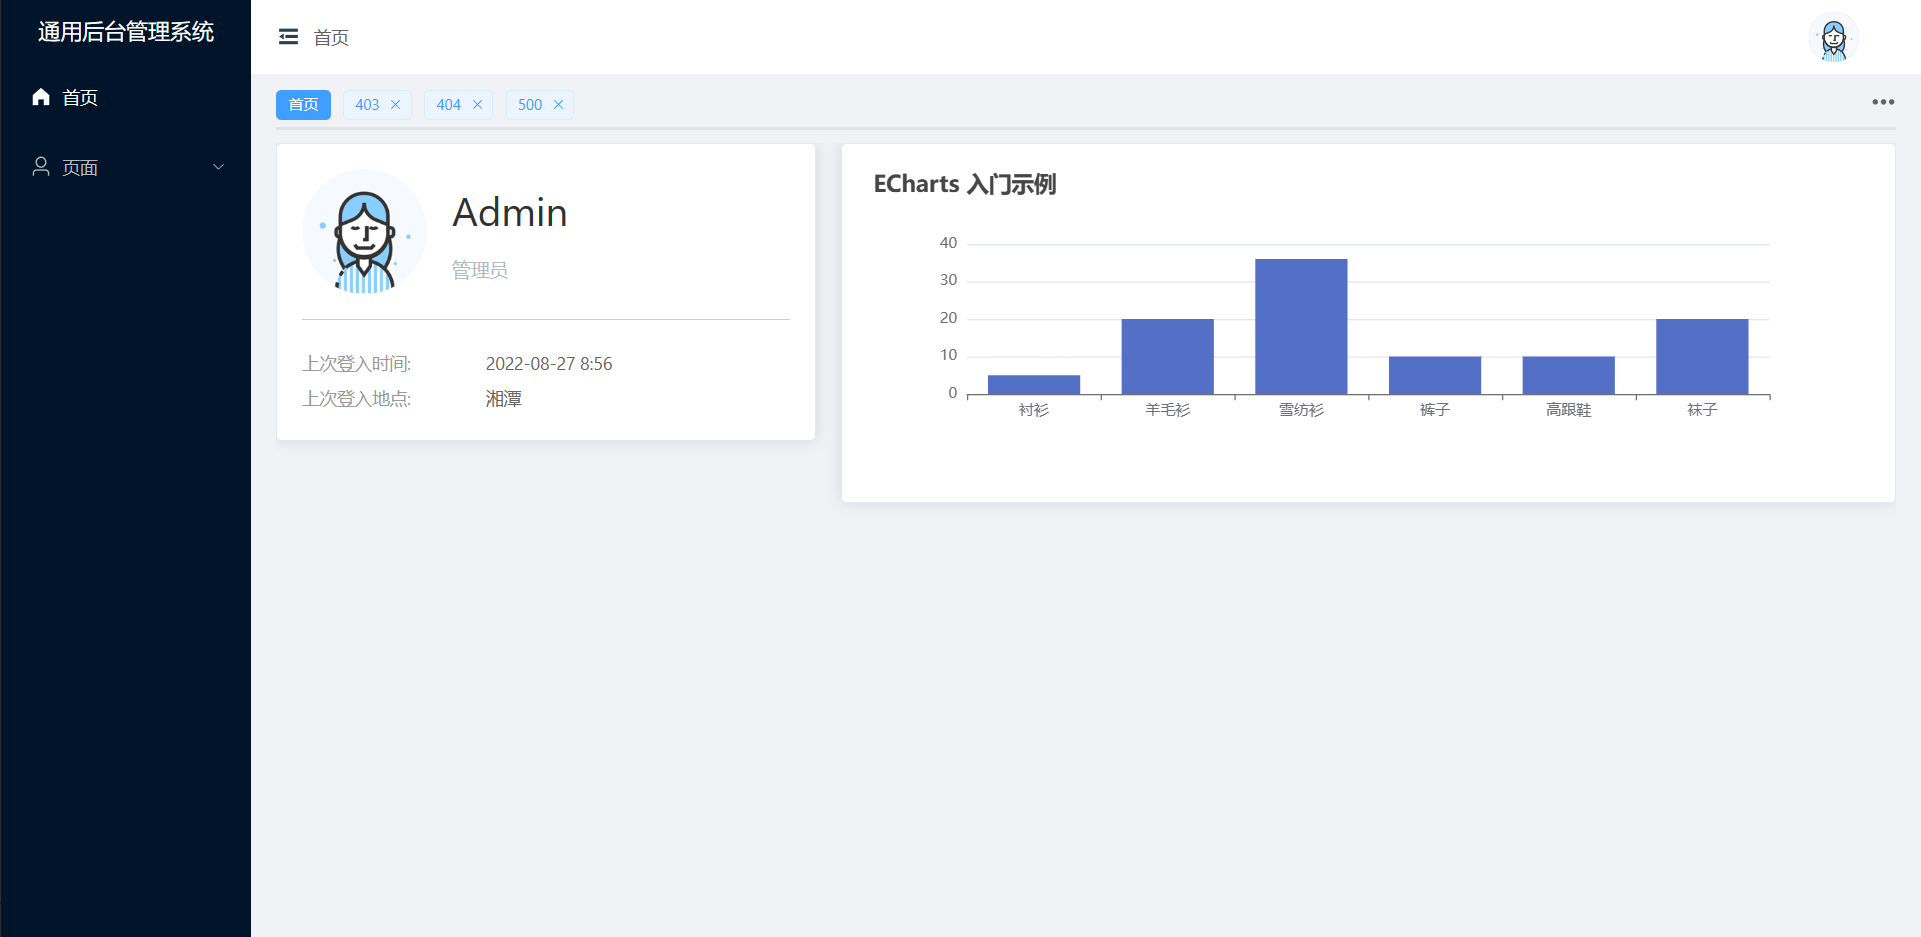 通用后台管理系统
首页
页面
首页
首页 403 404 500
Admin
管理员
上次登入时间: 2022-08-27 8:56
上次登入地点: 湘潭
ECharts 入门示例
40
30
20
10
0
衬衫 羊毛衫 雪纺衫 裤子 高跟鞋 袜子